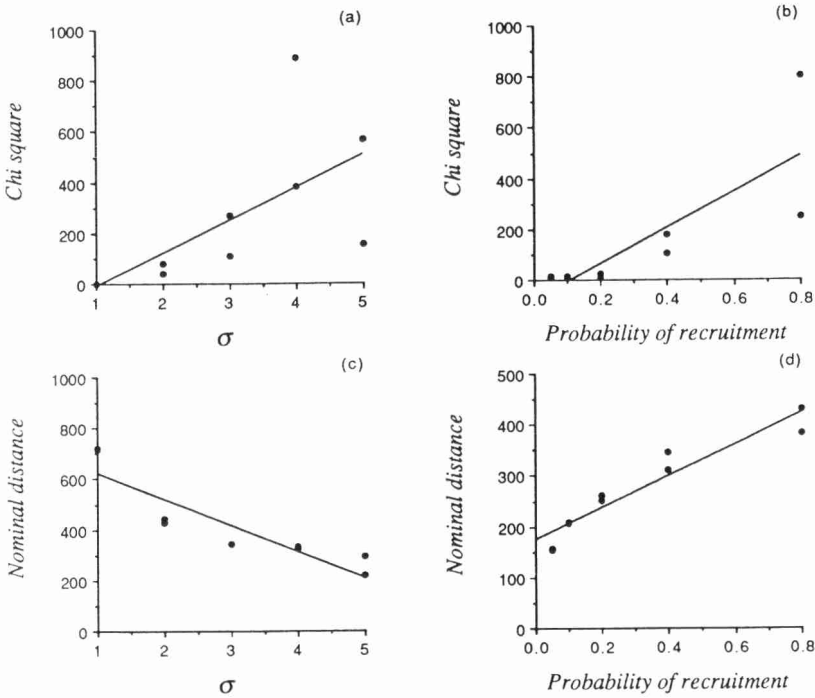 (a)
1000
800
600
400
200
0
Chi square
1 2 3 4 5
σ
(b)
1000
800
600
400
200
0
Chi square
0.0 0.2 0.4 0.6 0.8
Probability of recruitment
(c)
1000
800
600
400
200
0
Nominal distance
1 2 3 4 5
σ
(d)
500
400
300
200
100
0
Nominal distance
0.0 0.2 0.4 0.6 0.8
Probability of recruitment